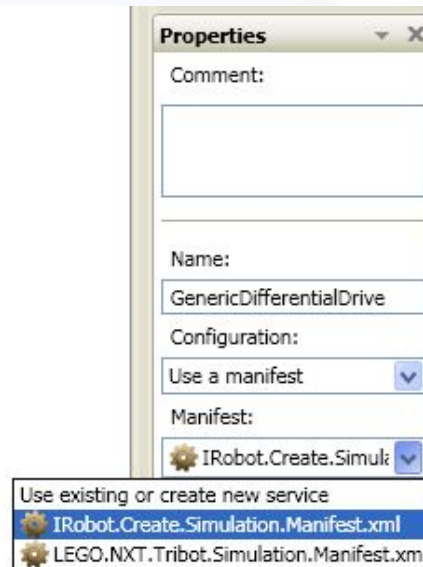 Properties
Comment:
Name:
GenericDifferentialDrive
Configuration:
Use a manifest
Manifest:
IRobot.Create.Simula
Use existing or create new service
IRobot.Create.Simulation.Manifest.xml
LEGO.NXT.Tribot.Simulation.Manifest.xm